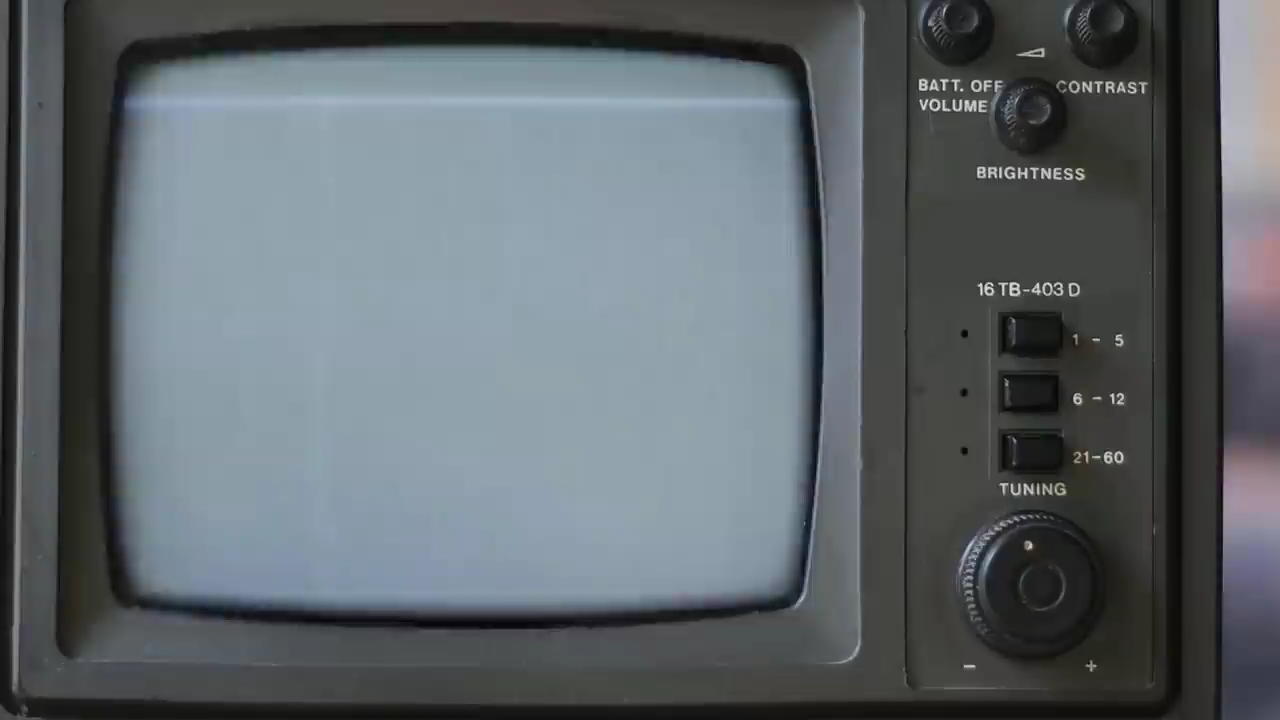 BATT. OFF
VOLUME
CONTRAST
BRIGHTNESS
16 TB-403 D
1 - 5
6 - 12
21-60
TUNING
- +